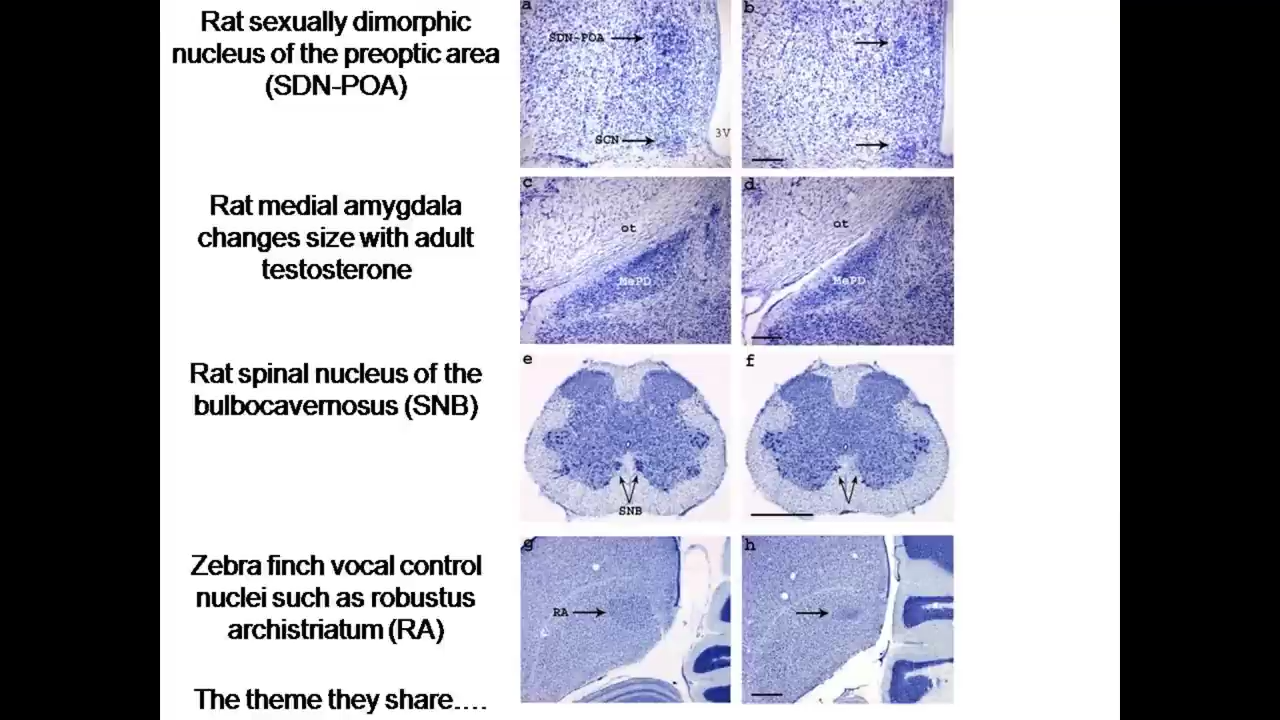 Rat sexually dimorphic
nucleus of the preoptic area
(SDN-POA)
a
SDN-POA
SCN
3V
b
Rat medial amygdala
changes size with adult
testosterone
c
ot
MePD
d
ot
MePD
Rat spinal nucleus of the
bulbocavernosus (SNB)
e
SNB
f
Zebra finch vocal control
nuclei such as robustus
archistriatum (RA)
g
RA
h
The theme they share….